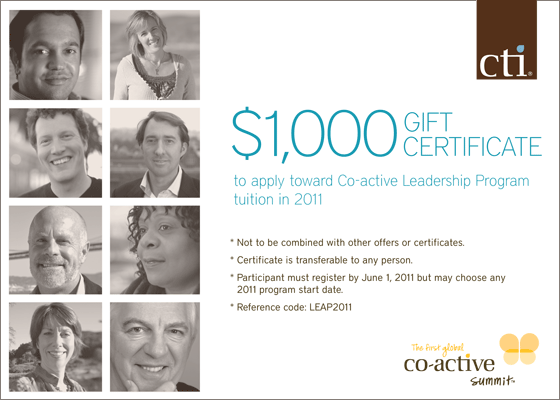 cti®
$1,000 GIFT
CERTIFICATE
to apply toward Co-active Leadership Program
tuition in 2011
* Not to be combined with other offers or certificates.
* Certificate is transferable to any person.
* Participant must register by June 1, 2011 but may choose any
2011 program start date.
* Reference code: LEAP2011
The first global
co-active
summit™